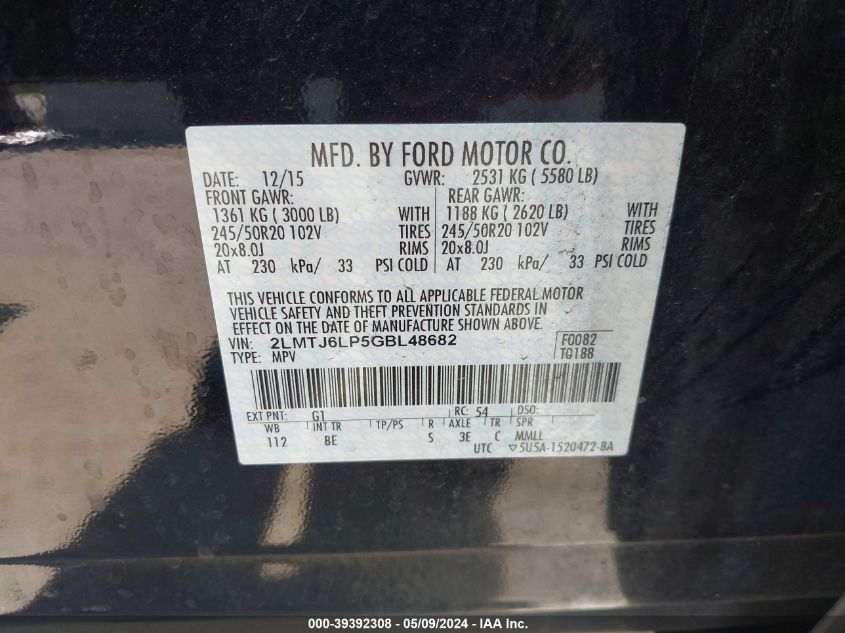 MFD. BY FORD MOTOR CO.
DATE: 12/15 GVWR: 2531 KG ( 5580 LB)
FRONT GAWR: REAR GAWR:
1361 KG ( 3000 LB) WITH 1188 KG ( 2620 LB) WITH
245/50R20 102V TIRES 245/50R20 102V TIRES
20x8.0J RIMS 20x8.0J RIMS
AT 230 kPa/ 33 PSI COLD AT 230 kPa/ 33 PSI COLD
THIS VEHICLE CONFORMS TO ALL APPLICABLE FEDERAL MOTOR
VEHICLE SAFETY AND THEFT PREVENTION STANDARDS IN
EFFECT ON THE DATE OF MANUFACTURE SHOWN ABOVE.
VIN: 2LMTJ6LP5GBL48682 F0082
TYPE: MPV T0188
EXT PNT: G1 RC: 54 DSO:
WB INT TR TP/PS R AXLE TR SPR
112 BE S 3E C MMLL
UTC ▽5U5A-1520472-BA
000-39392308 - 05/09/2024 - IAA Inc.